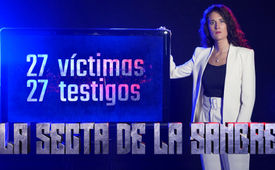 27 víctimas
27 testigos
LA SECTA DE LA SANGRE